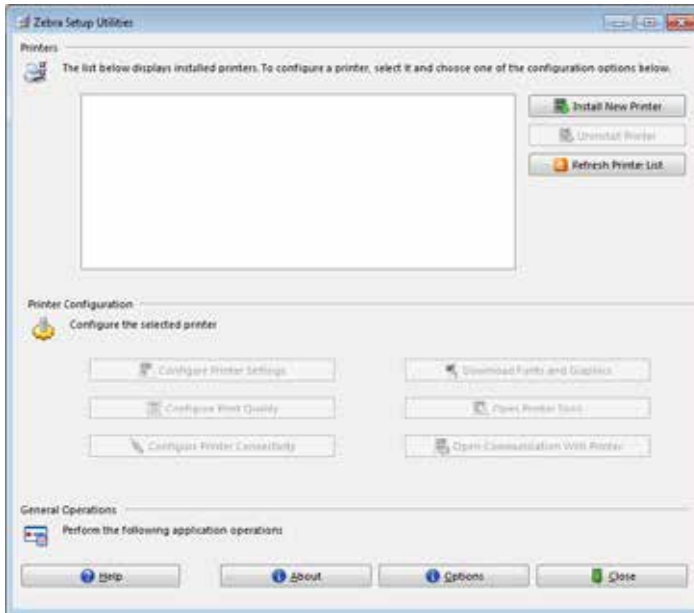 Zebra Setup Utilities
Printers
The list below displays installed printers. To configure a printer, select it and choose one of the configuration options below.
Install New Printer
Uninstall Printer
Refresh Printer List
Printer Configuration
Configure the selected printer
Configure Printer Settings
Download Fonts and Graphics
Configure Print Quality
Open Printer Tools
Configure Printer Connectivity
Open Communication With Printer
General Operations
Perform the following application operations
Help
About
Options
Close